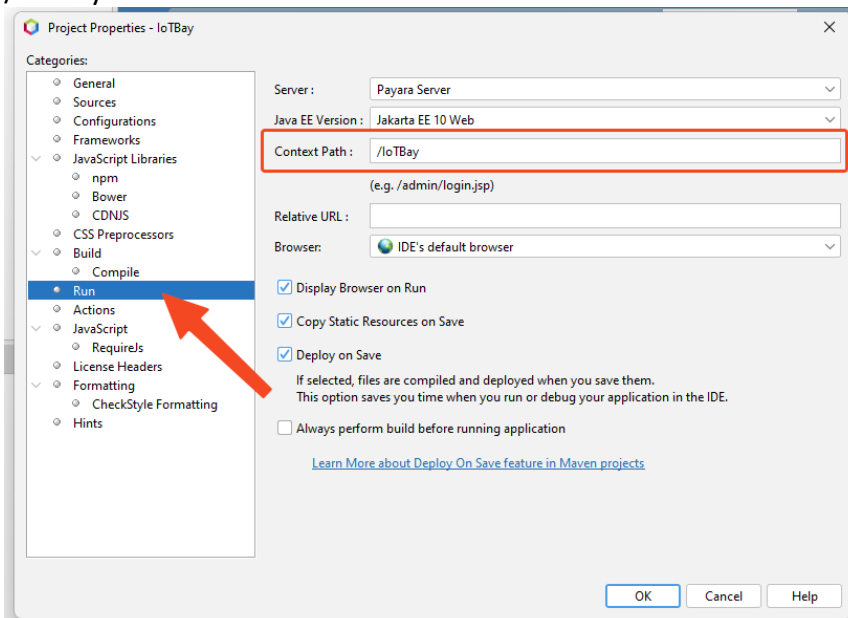 Project Properties - IoTBay
Categories:
General
Sources
Configurations
Frameworks
JavaScript Libraries
npm
Bower
CDNJS
CSS Preprocessors
Build
Compile
Run
Actions
JavaScript
RequireJs
License Headers
Formatting
CheckStyle Formatting
Hints
Server :
Payara Server
Java EE Version :
Jakarta EE 10 Web
Context Path :
/IoTBay
(e.g. /admin/login.jsp)
Relative URL :
Browser:
IDE's default browser
Display Browser on Run
Copy Static Resources on Save
Deploy on Save
If selected, files are compiled and deployed when you save them.
This option saves you time when you run or debug your application in the IDE.
Always perform build before running application
Learn More about Deploy On Save feature in Maven projects
OK
Cancel
Help